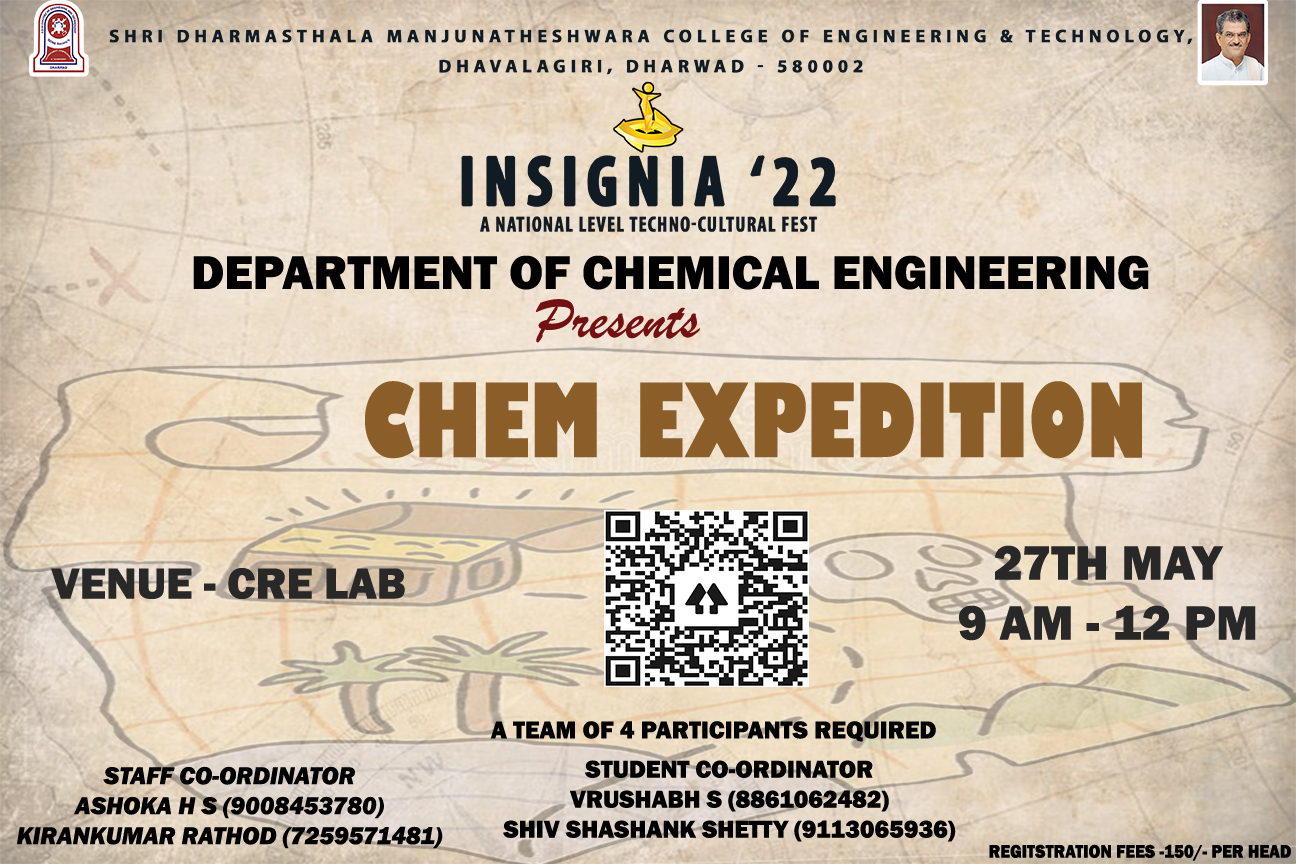 SHRI DHARMASTHALA MANJUNATHESHWARA COLLEGE OF ENGINEERING & TECHNOLOGY,
DHAVALAGIRI, DHARWAD - 580002
INSIGNIA ‘22
A NATIONAL LEVEL TECHNO-CULTURAL FEST
DEPARTMENT OF CHEMICAL ENGINEERING
Presents
CHEM EXPEDITION
VENUE - CRE LAB
27TH MAY
9 AM - 12 PM
A TEAM OF 4 PARTICIPANTS REQUIRED
STAFF CO-ORDINATOR
ASHOKA H S (9008453780)
KIRANKUMAR RATHOD (7259571481)
STUDENT CO-ORDINATOR
VRUSHABH S (8861062482)
SHIV SHASHANK SHETTY (9113065936)
REGITSTRATION FEES -150/- PER HEAD
NW
DHARWAD